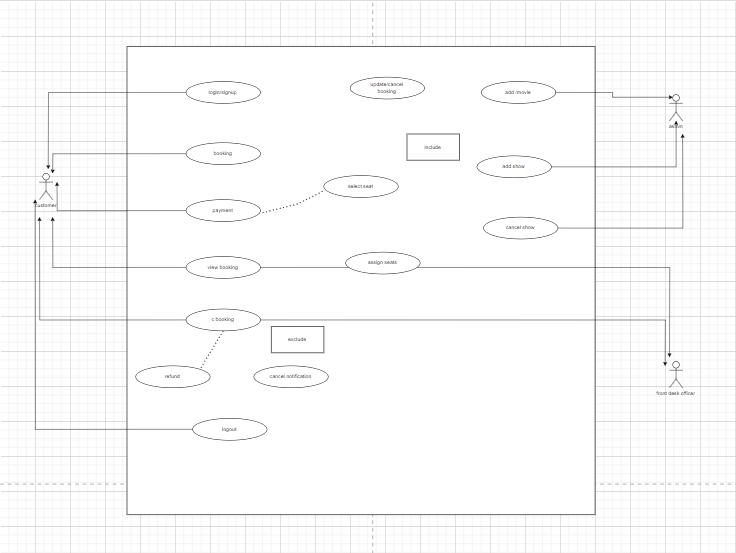 login/signup
update/cancel
booking
add /movie
admin
include
booking
add show
select seat
customer
payment
cancel show
assign seats
view booking
c booking
exclude
refund
cancel notification
front desk officer
logout